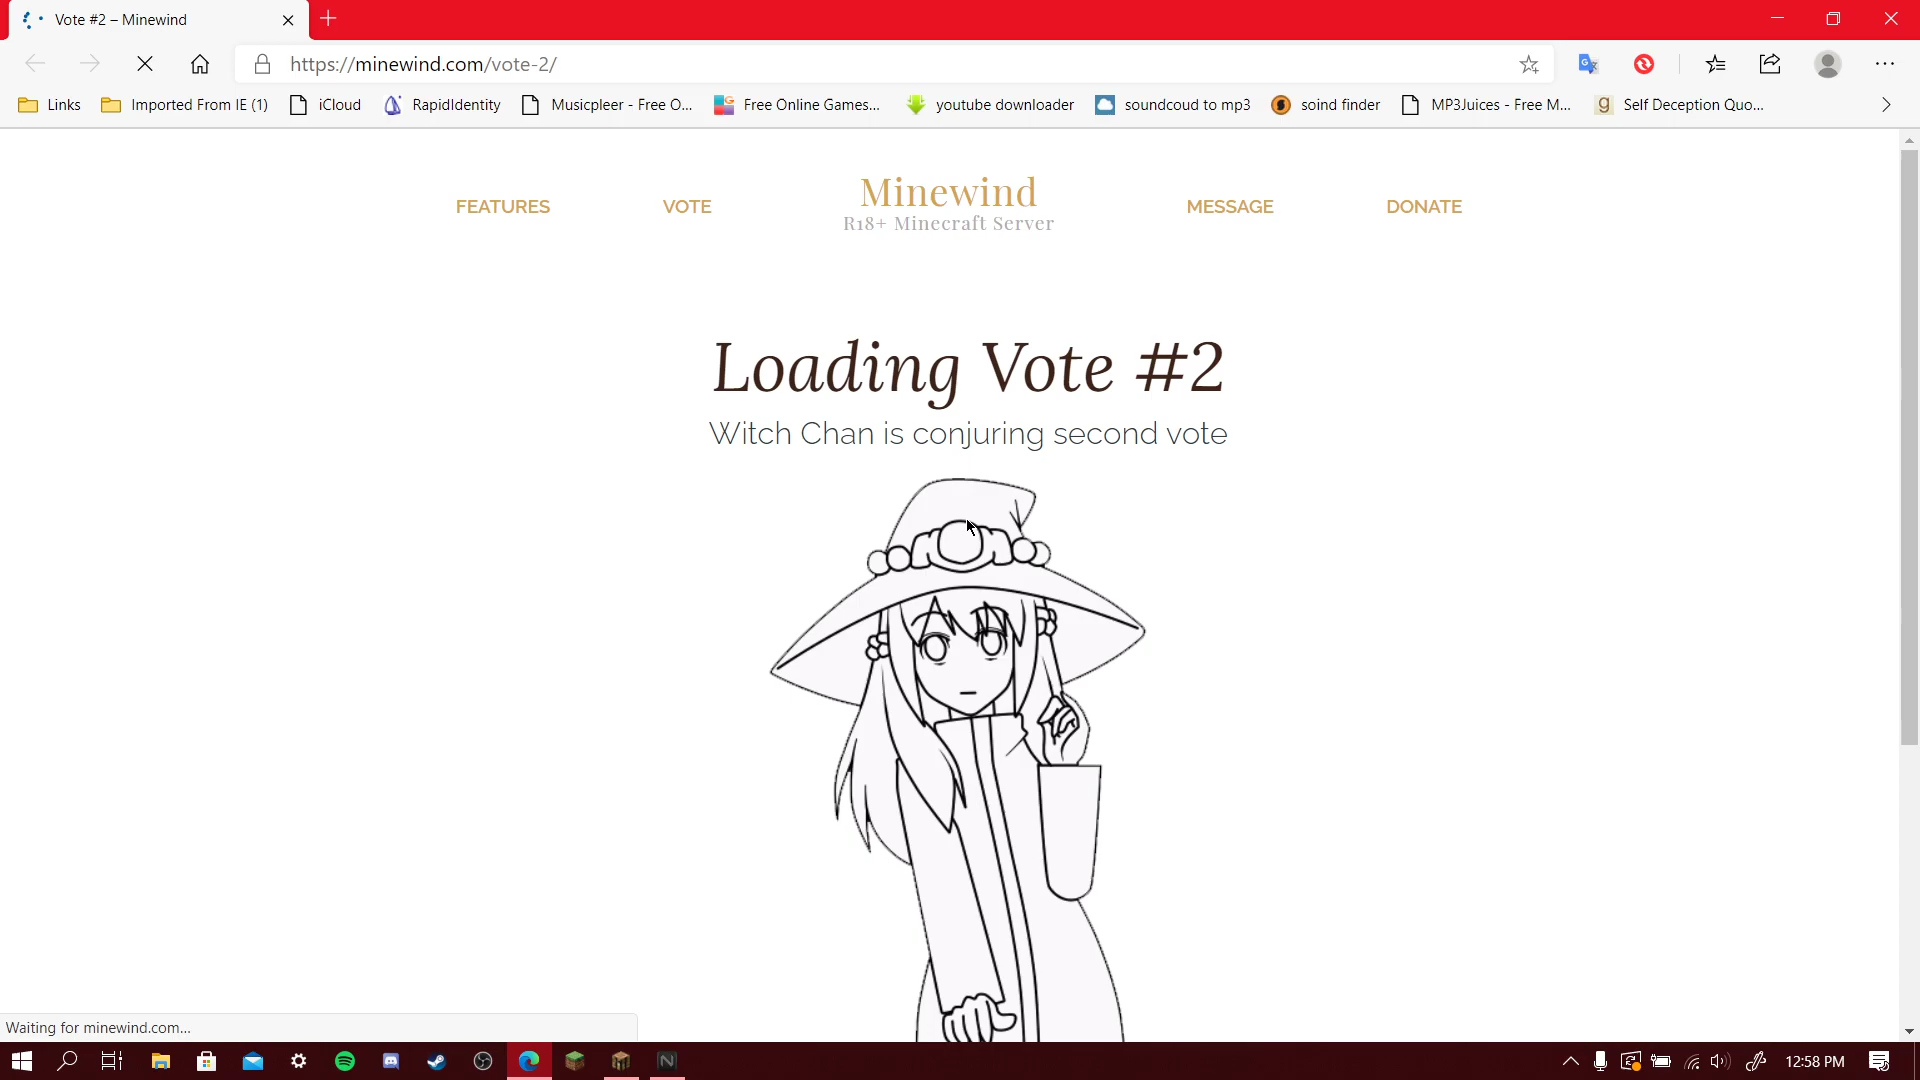 Vote #2 – Minewind
https://minewind.com/vote-2/
Links
Imported From IE (1)
iCloud
RapidIdentity
Musicpleer - Free O...
Free Online Games...
youtube downloader
soundcoud to mp3
soind finder
MP3Juices - Free M...
Self Deception Quo...
FEATURES
VOTE
Minewind
R18+ Minecraft Server
MESSAGE
DONATE
Loading Vote #2
Witch Chan is conjuring second vote
Waiting for minewind.com...
12:58 PM